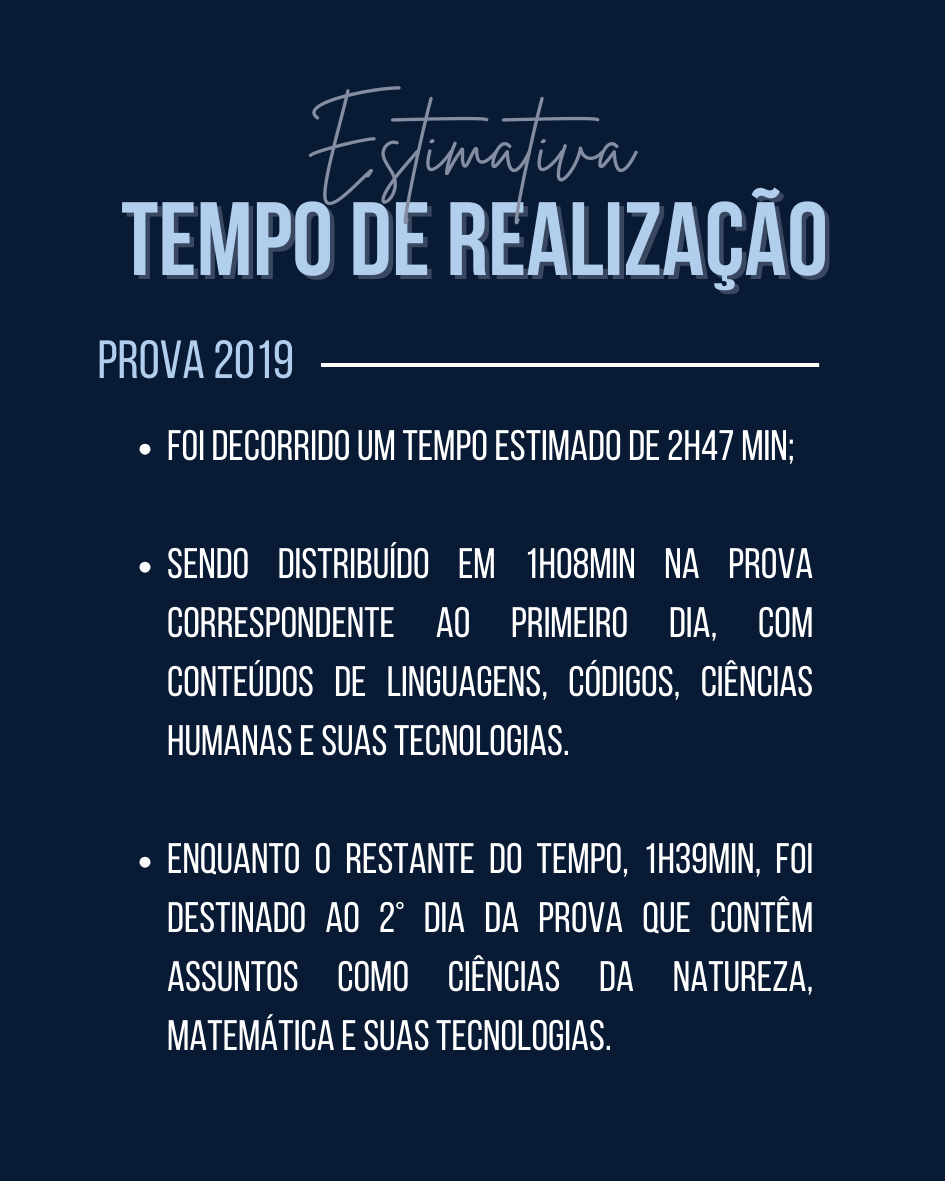 Estimativa
TEMPO DE REALIZAÇÃO
PROVA 2019
• FOI DECORRIDO UM TEMPO ESTIMADO DE 2H47 MIN;
• SENDO DISTRIBUÍDO EM 1H08MIN NA PROVA
CORRESPONDENTE AO PRIMEIRO DIA, COM
CONTEÚDOS DE LINGUAGENS, CÓDIGOS, CIÊNCIAS
HUMANAS E SUAS TECNOLOGIAS.
• ENQUANTO O RESTANTE DO TEMPO, 1H39MIN, FOI
DESTINADO AO 2° DIA DA PROVA QUE CONTÊM
ASSUNTOS COMO CIÊNCIAS DA NATUREZA,
MATEMÁTICA E SUAS TECNOLOGIAS.